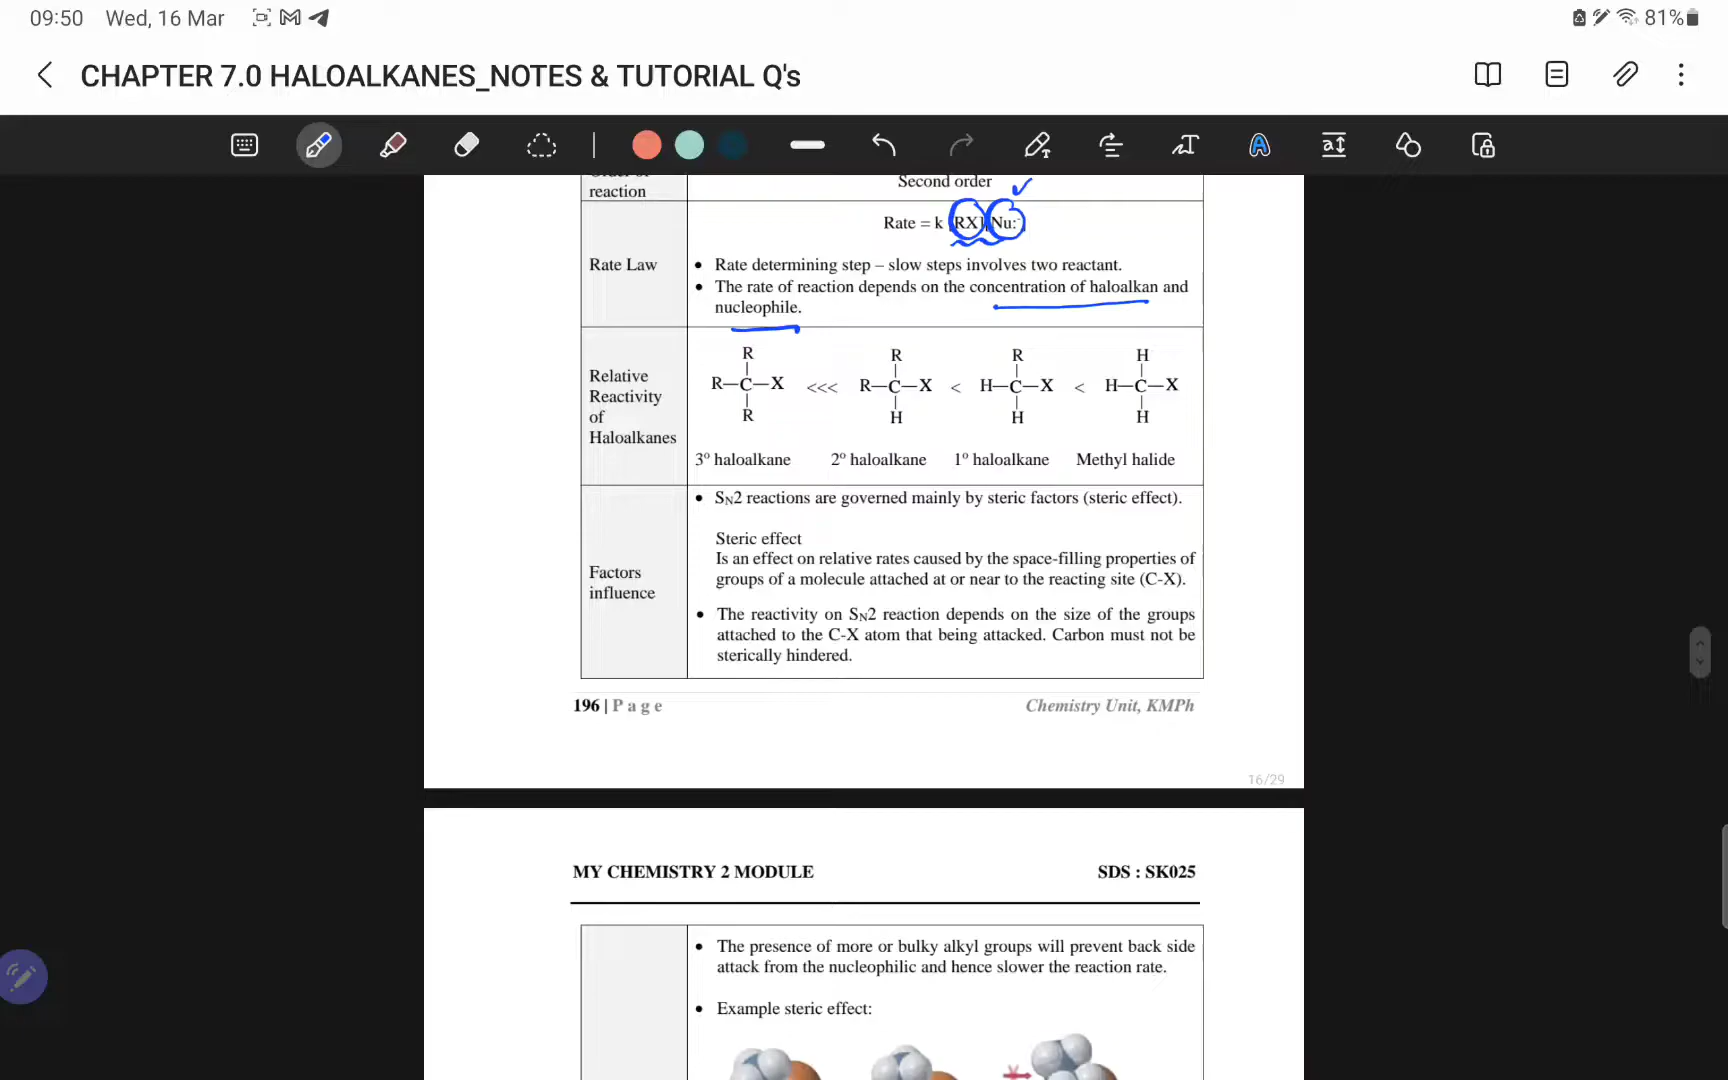 09:50 Wed, 16 Mar
81%
CHAPTER 7.0 HALOALKANES_NOTES & TUTORIAL Q's
Order of
reaction
Second order
Rate = k [RX][Nu:]
Rate Law
• Rate determining step – slow steps involves two reactant.
• The rate of reaction depends on the concentration of haloalkan and
nucleophile.
Relative
Reactivity
of
Haloalkanes
R R R H
R—C—X <<< R—C—X < H—C—X < H—C—X
R H H H
3º haloalkane 2º haloalkane 1º haloalkane Methyl halide
Factors
influence
• SN2 reactions are governed mainly by steric factors (steric effect).
Steric effect
Is an effect on relative rates caused by the space-filling properties of
groups of a molecule attached at or near to the reacting site (C-X).
• The reactivity on SN2 reaction depends on the size of the groups
attached to the C-X atom that being attacked. Carbon must not be
sterically hindered.
196 | P a g e
Chemistry Unit, KMPh
16/29
MY CHEMISTRY 2 MODULE
SDS : SK025
• The presence of more or bulky alkyl groups will prevent back side
attack from the nucleophilic and hence slower the reaction rate.
• Example steric effect: